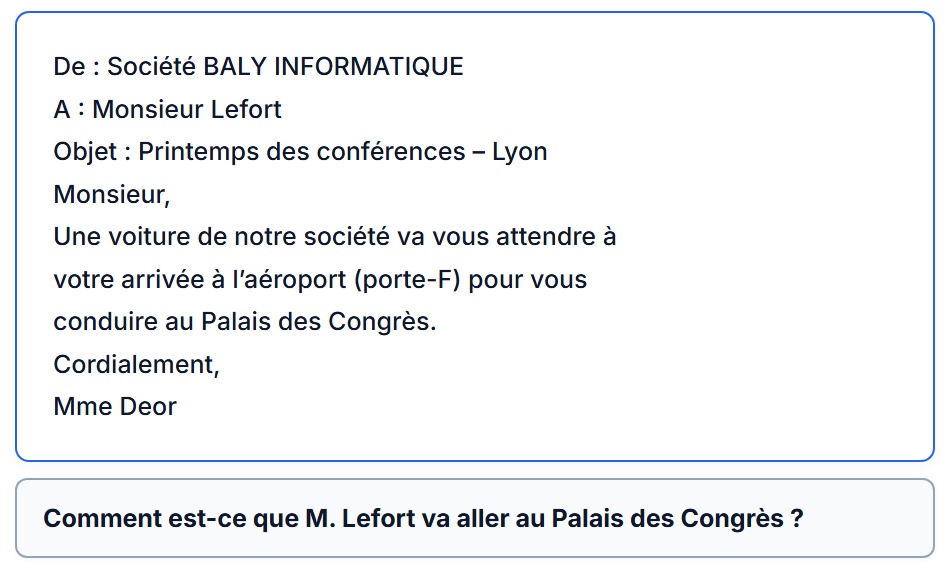 De : Société BALY INFORMATIQUE
A : Monsieur Lefort
Objet : Printemps des conférences – Lyon
Monsieur,
Une voiture de notre société va vous attendre à
votre arrivée à l’aéroport (porte-F) pour vous
conduire au Palais des Congrès.
Cordialement,
Mme Deor
Comment est-ce que M. Lefort va aller au Palais des Congrès ?